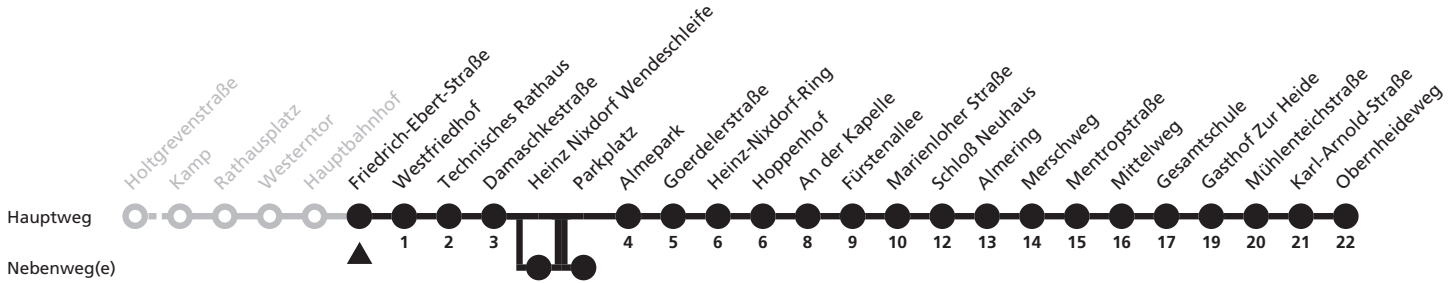 Holtgrevenstraße
Kamp
Rathausplatz
Westerntor
Hauptbahnhof
Friedrich-Ebert-Straße
Westfriedhof
Technisches Rathaus
Damaschkestraße
Heinz Nixdorf Wendeschleife
Parkplatz
Almepark
Goerdelerstraße
Heinz-Nixdorf-Ring
Hoppenhof
An der Kapelle
Fürstenallee
Marienloher Straße
Schloß Neuhaus
Almering
Merschweg
Mentropstraße
Mittelweg
Gesamtschule
Gasthof Zur Heide
Mühlenteichstraße
Karl-Arnold-Straße
Obernheideweg
Hauptweg
1 2 3 4 5 6 6 8 9 10 12 13 14 15 16 17 19 20 21 22
Nebenweg(e)